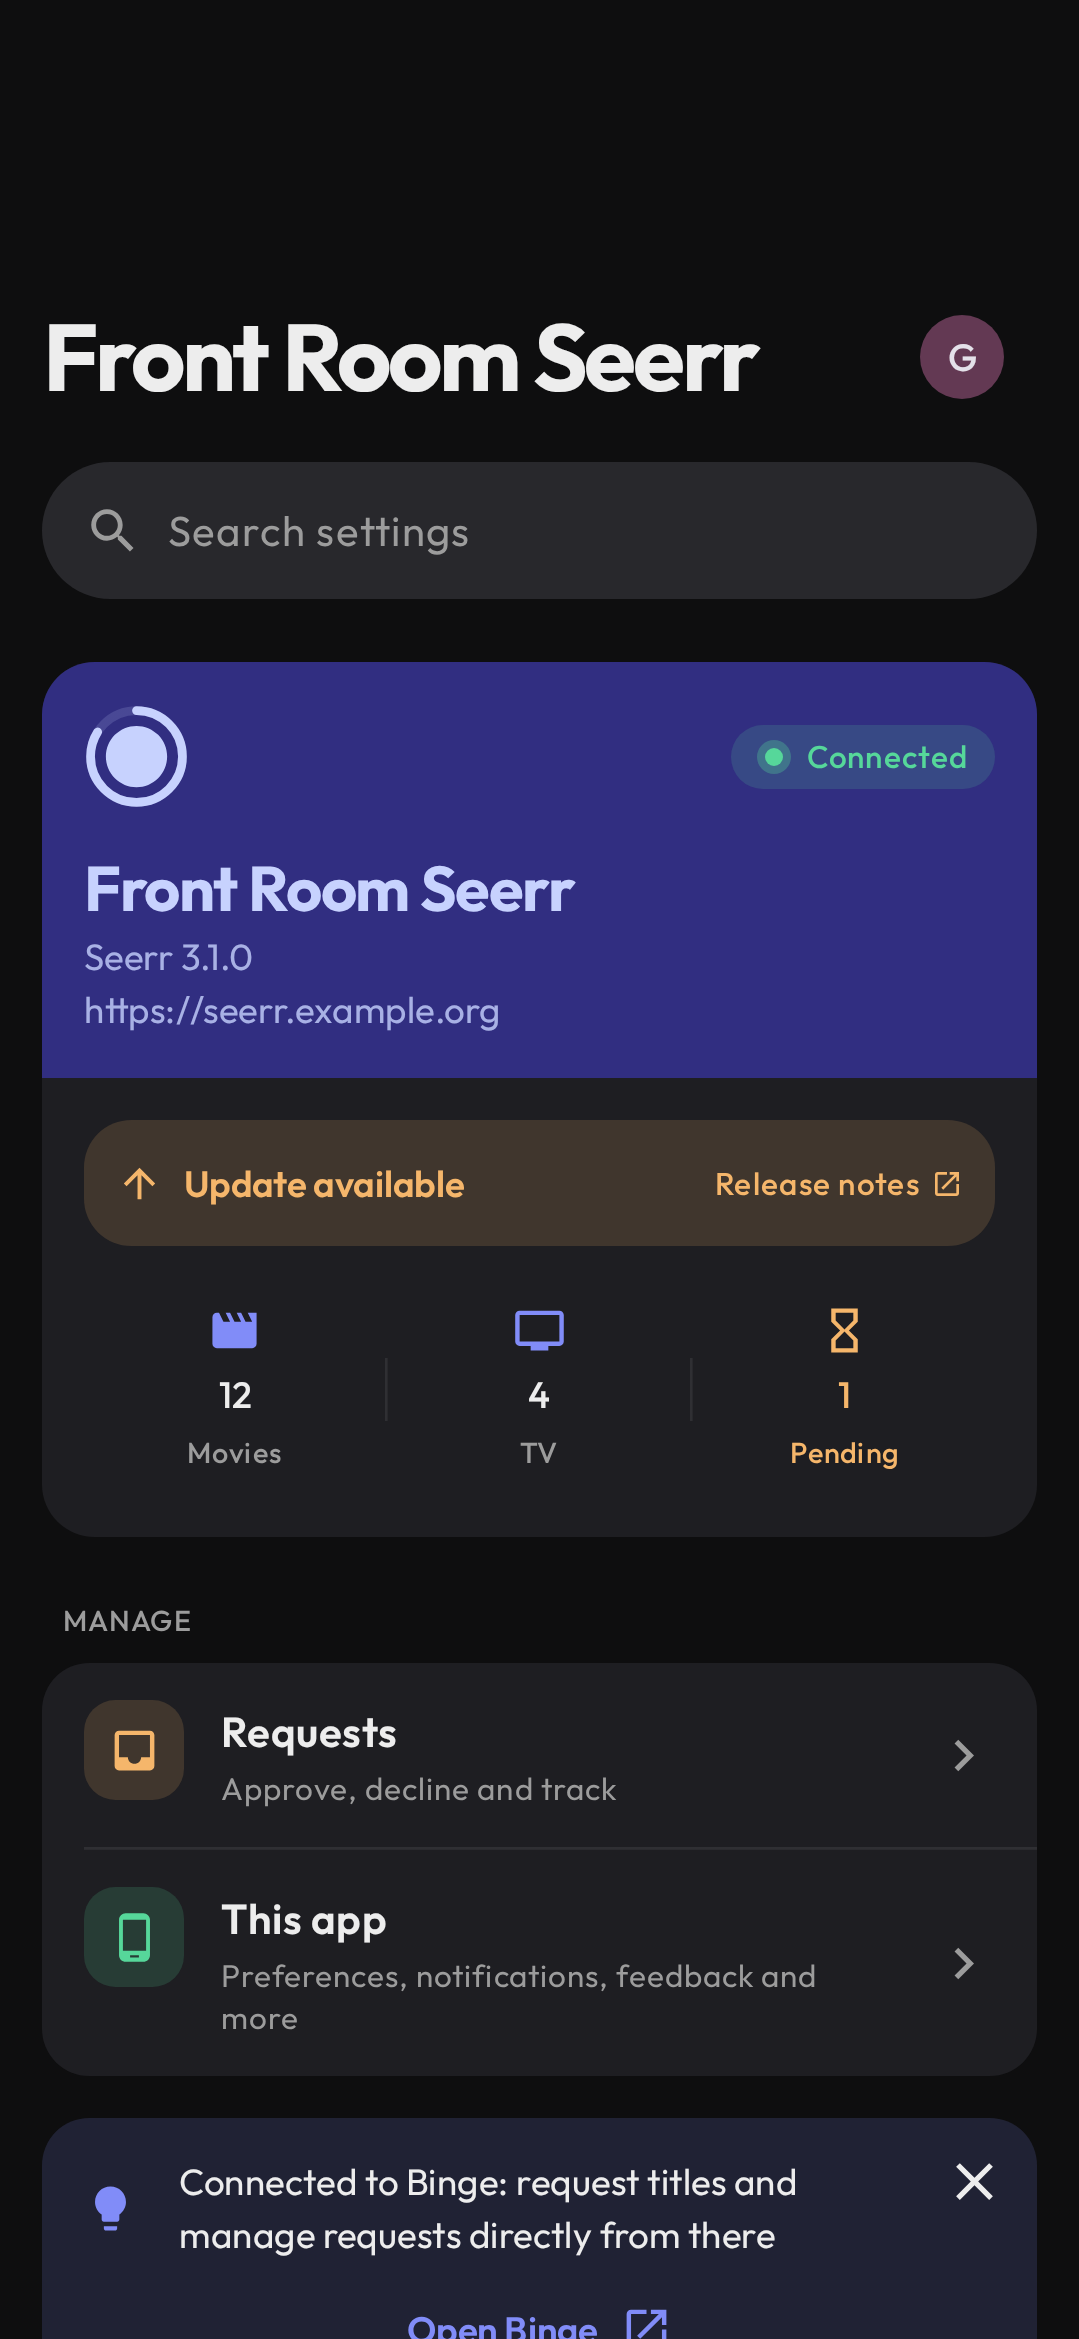 Front Room Seerr
G
Search settings
Connected
Front Room Seerr
Seerr 3.1.0
https://seerr.example.org
Update available
Release notes
12
4
1
Movies
TV
Pending
MANAGE
Requests
Approve, decline and track
This app
Preferences, notifications, feedback and
more
Connected to Binge: request titles and
manage requests directly from there
Open Binge